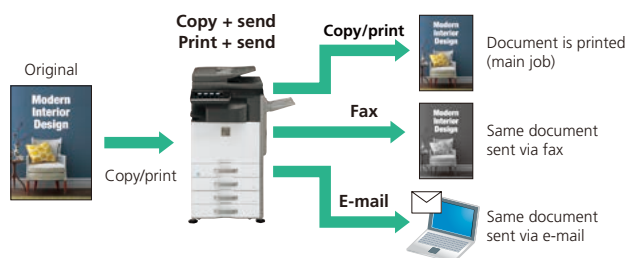 Copy + send
Print + send
Original
Modern
Interior
Design
Copy/print
Copy/print
Modern
Interior
Design
Document is printed
(main job)
Fax
Modern
Interior
Design
Same document
sent via fax
E-mail
Same document
sent via e-mail